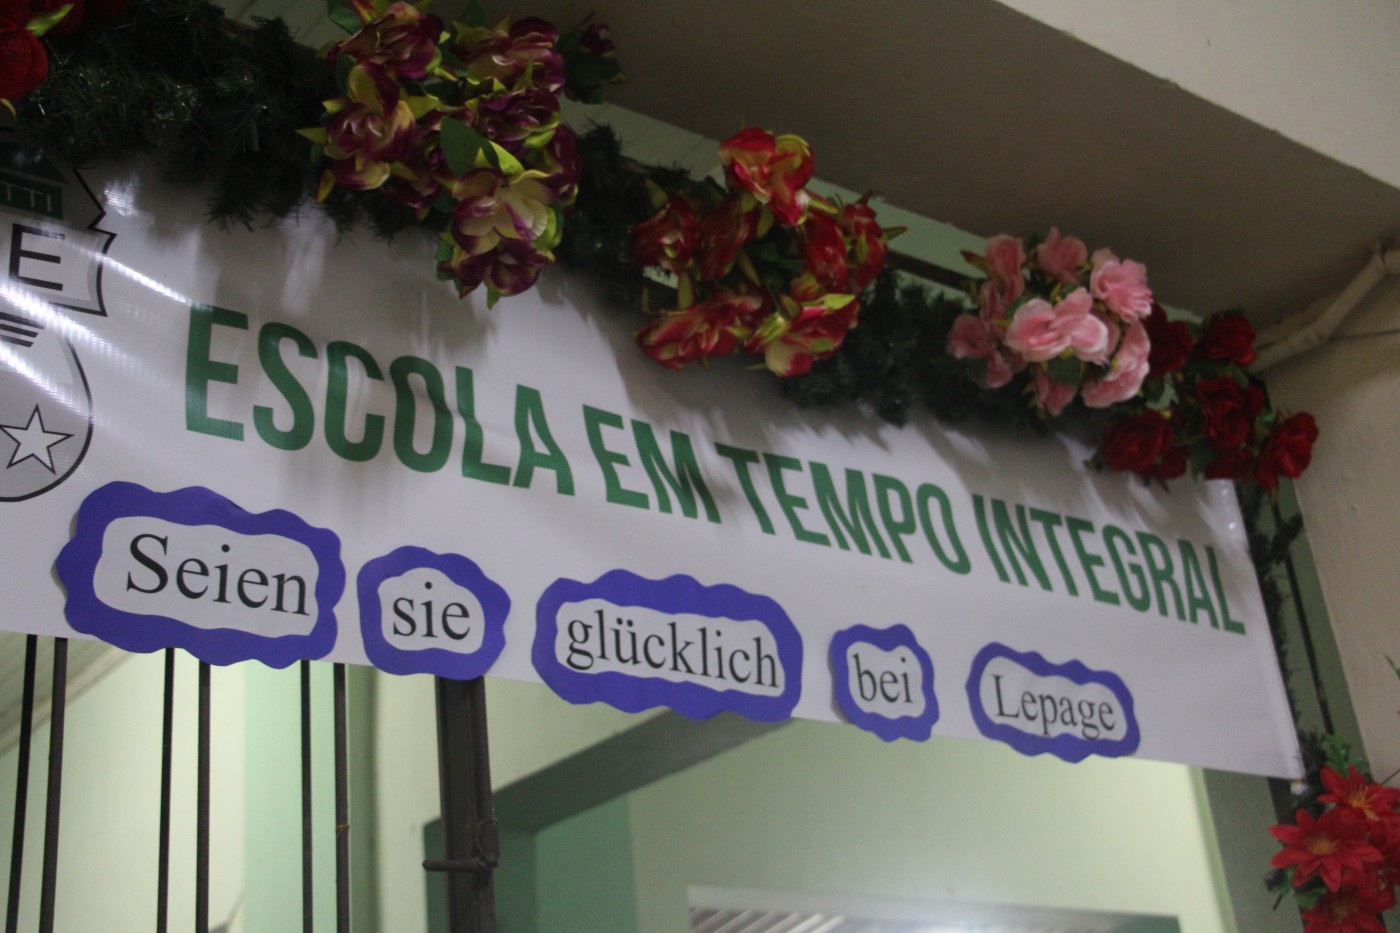 E
ESCOLA EM TEMPO INTEGRAL
Seien sie glücklich bei Lepage